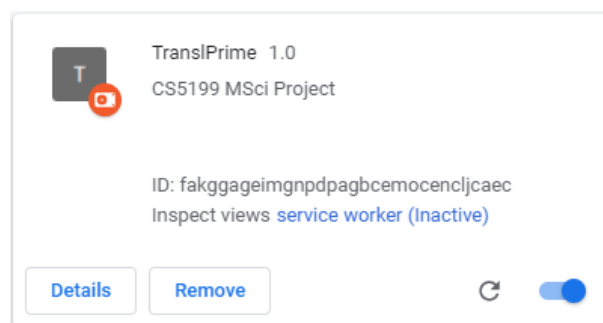 T
TranslPrime 1.0
CS5199 MSci Project
ID: fakggageimgnpdpagbcemocencljcaec
Inspect views service worker (Inactive)
Details Remove